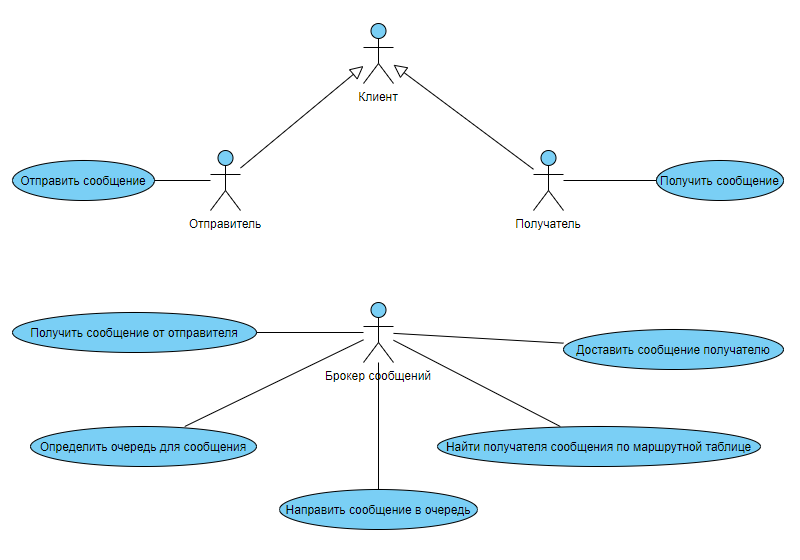 Клиент
Отправить сообщение
Получить сообщение
Отправитель
Получатель
Получить сообщение от отправителя
Доставить сообщение получателю
Брокер сообщений
Определить очередь для сообщения
Найти получателя сообщения по маршрутной таблице
Направить сообщение в очередь